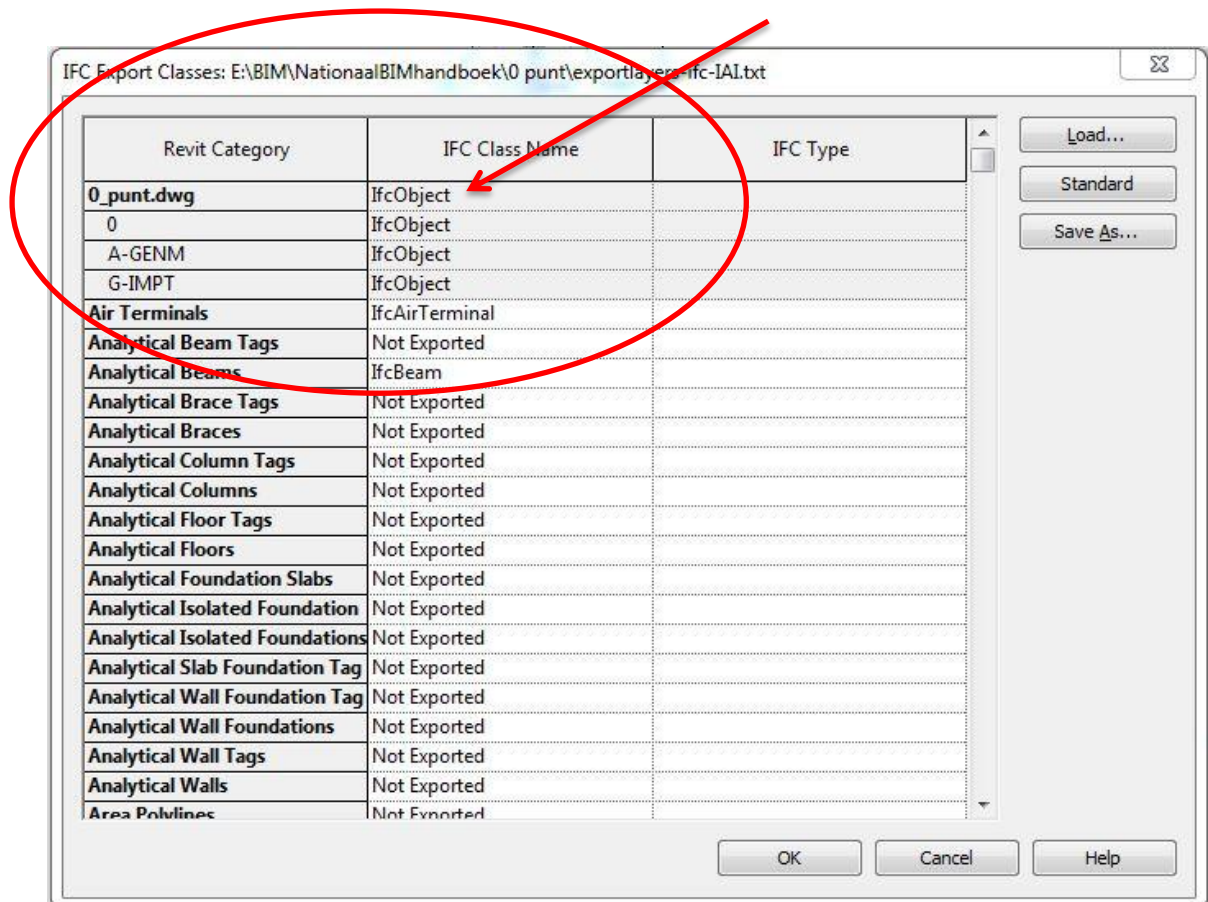 IFC Export Classes: E:\BIM\NationaalBIMhandboek\0 punt\exportlayers-ifc-IAI.txt
Revit Category IFC Class Name IFC Type
Load...
Standard
Save As...
0_punt.dwg IfcObject
0 IfcObject
A-GENM IfcObject
G-IMPT IfcObject
Air Terminals IfcAirTerminal
Analytical Beam Tags Not Exported
Analytical Beams IfcBeam
Analytical Brace Tags Not Exported
Analytical Braces Not Exported
Analytical Column Tags Not Exported
Analytical Columns Not Exported
Analytical Floor Tags Not Exported
Analytical Floors Not Exported
Analytical Foundation Slabs Not Exported
Analytical Isolated Foundation Not Exported
Analytical Isolated Foundations Not Exported
Analytical Slab Foundation Tag Not Exported
Analytical Wall Foundation Tag Not Exported
Analytical Wall Foundations Not Exported
Analytical Wall Tags Not Exported
Analytical Walls Not Exported
Area Polylines Not Exported
OK Cancel Help